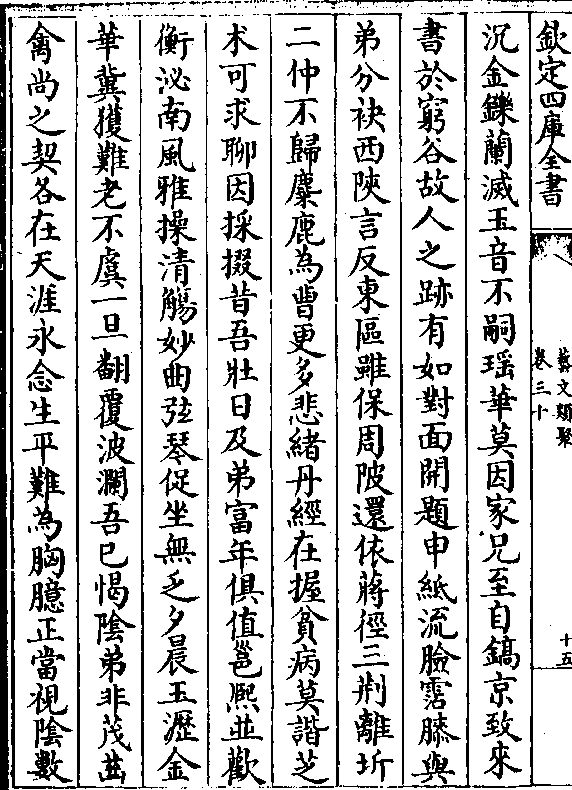 欽定四庫全書
藝文類聚
卷三十
十五
沉金鑠蘭滅玉音不嗣瑶華莫因家兄至自鎬京致來
書於窮谷故人之跡有如對面開題申紙流臉霑膝與
弟分袂西陝言反東區雖保周陂還依蔣徑三荆離圻
二仲不歸麋鹿為曹更多悲緒丹經在握貧病莫諧芝
术可求聊因採掇昔吾壯日及弟富年俱值邕熙並歡
衡泌南風雅操清觴妙曲弦琴促坐無乏夕晨玉瀝金
華冀獲難老不虞一旦翻覆波瀾吾已愒陰弟非茂齒
禽尚之契各在天涯永念生平難為胸臆正當視陰數